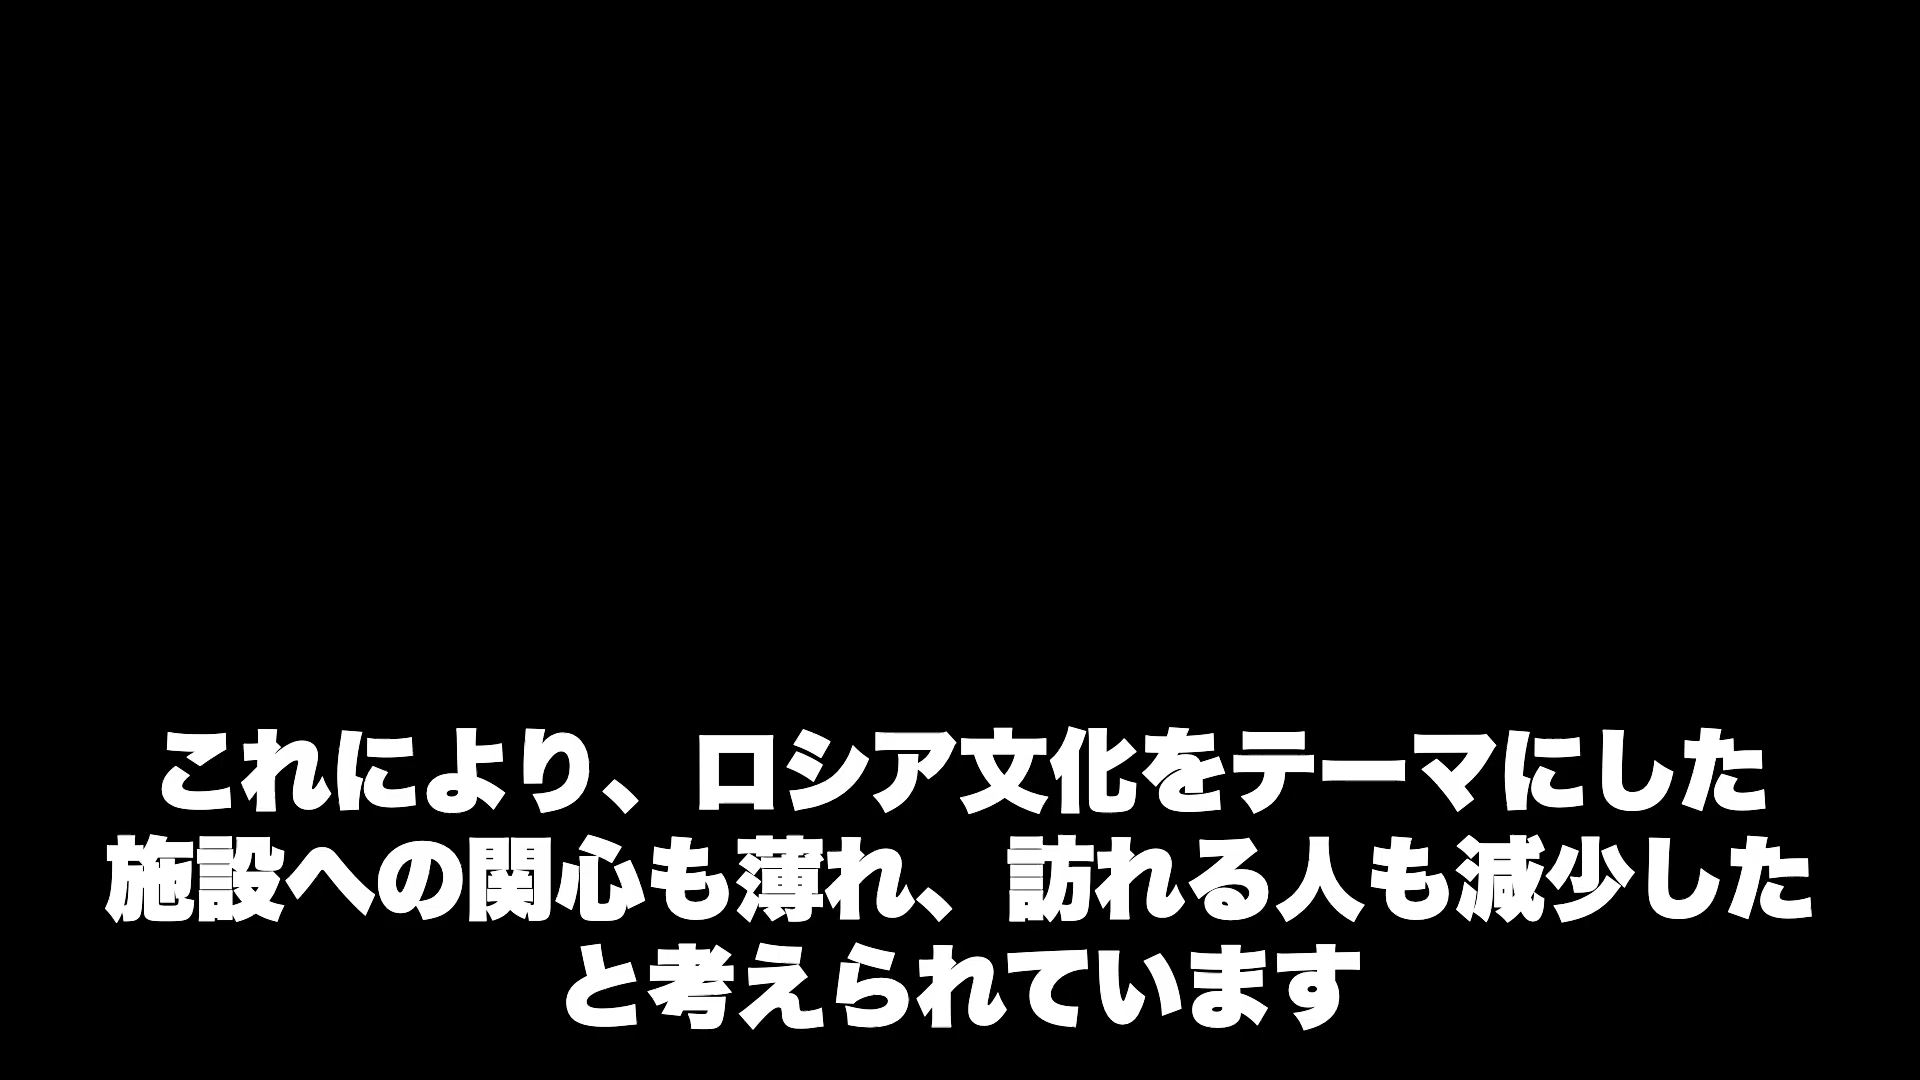 これにより、ロシア文化をテーマにした
施設への関心も薄れ、訪れる人も減少した
と考えられています